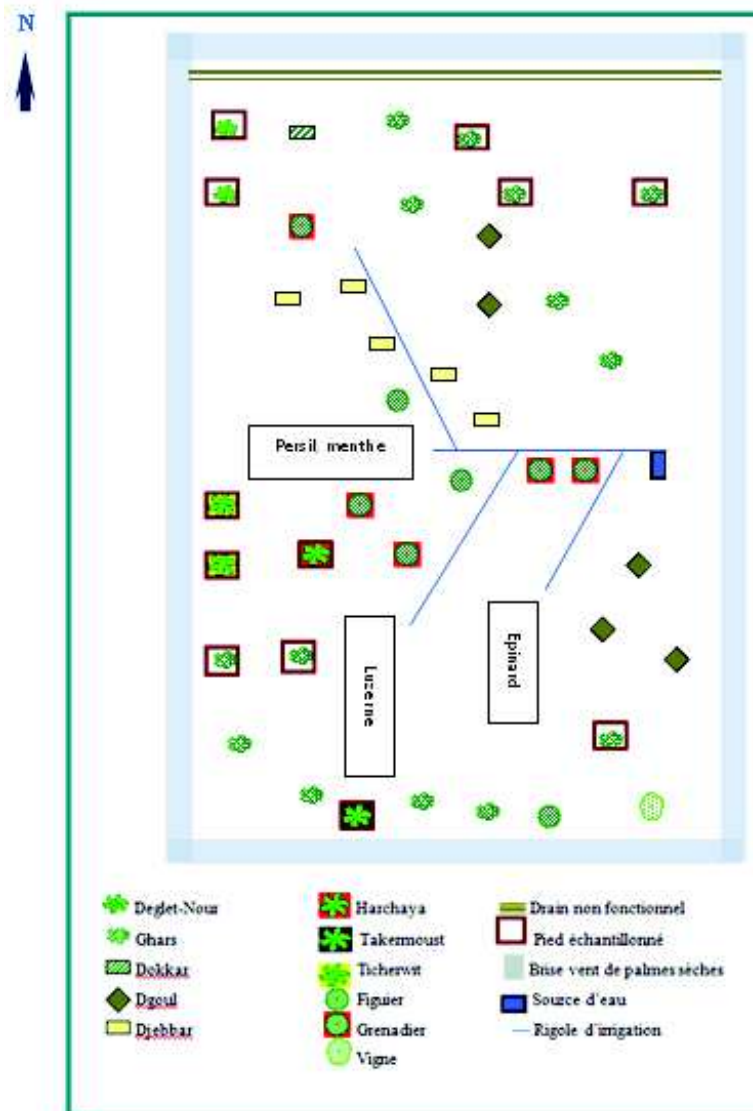 N
Persil, menthe
Luzerne
Epinard
Deglet-Nour
Ghars
Dokkar
Dgoul
Djebbar
Harchaya
Takermoust
Ticherwit
Figuier
Grenadier
Vigne
Drain non fonctionnel
Pied échantillonné
Brise vent de palmes sèches
Source d'eau
Rigole d'irrigation